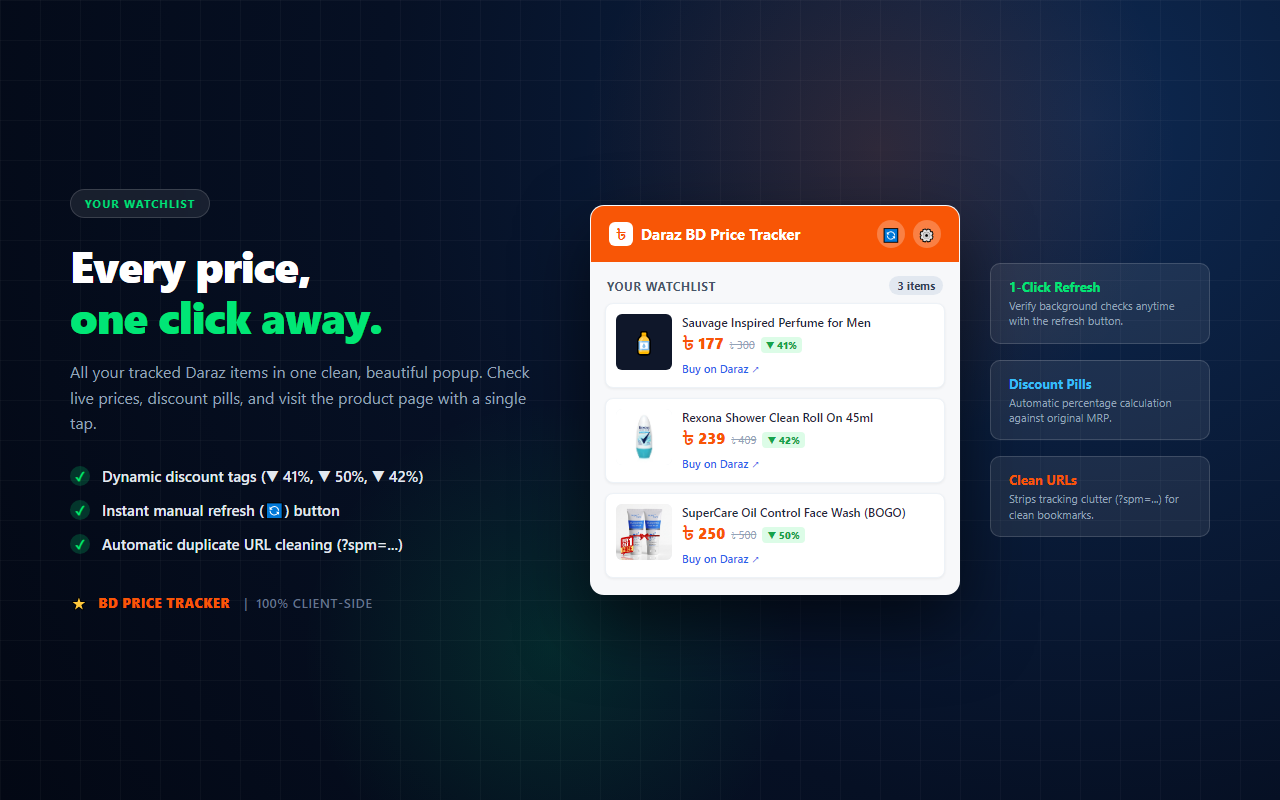 YOUR WATCHLIST
Every price,
one click away.
All your tracked Daraz items in one clean, beautiful popup. Check
live prices, discount pills, and visit the product page with a single
tap.
✓ Dynamic discount tags (▼ 41%, ▼ 50%, ▼ 42%)
✓ Instant manual refresh (🔄) button
✓ Automatic duplicate URL cleaning (?spm=...)
★ BD PRICE TRACKER | 100% CLIENT-SIDE
৳ Daraz BD Price Tracker
YOUR WATCHLIST 3 items
Sauvage Inspired Perfume for Men
৳ 177 ৳ 300 ▼ 41%
Buy on Daraz ↗
Rexona Shower Clean Roll On 45ml
৳ 239 ৳ 409 ▼ 42%
Buy on Daraz ↗
SuperCare Oil Control Face Wash (BOGO)
৳ 250 ৳ 500 ▼ 50%
Buy on Daraz ↗
1-Click Refresh
Verify background checks anytime
with the refresh button.
Discount Pills
Automatic percentage calculation
against original MRP.
Clean URLs
Strips tracking clutter (?spm=...) for
clean bookmarks.